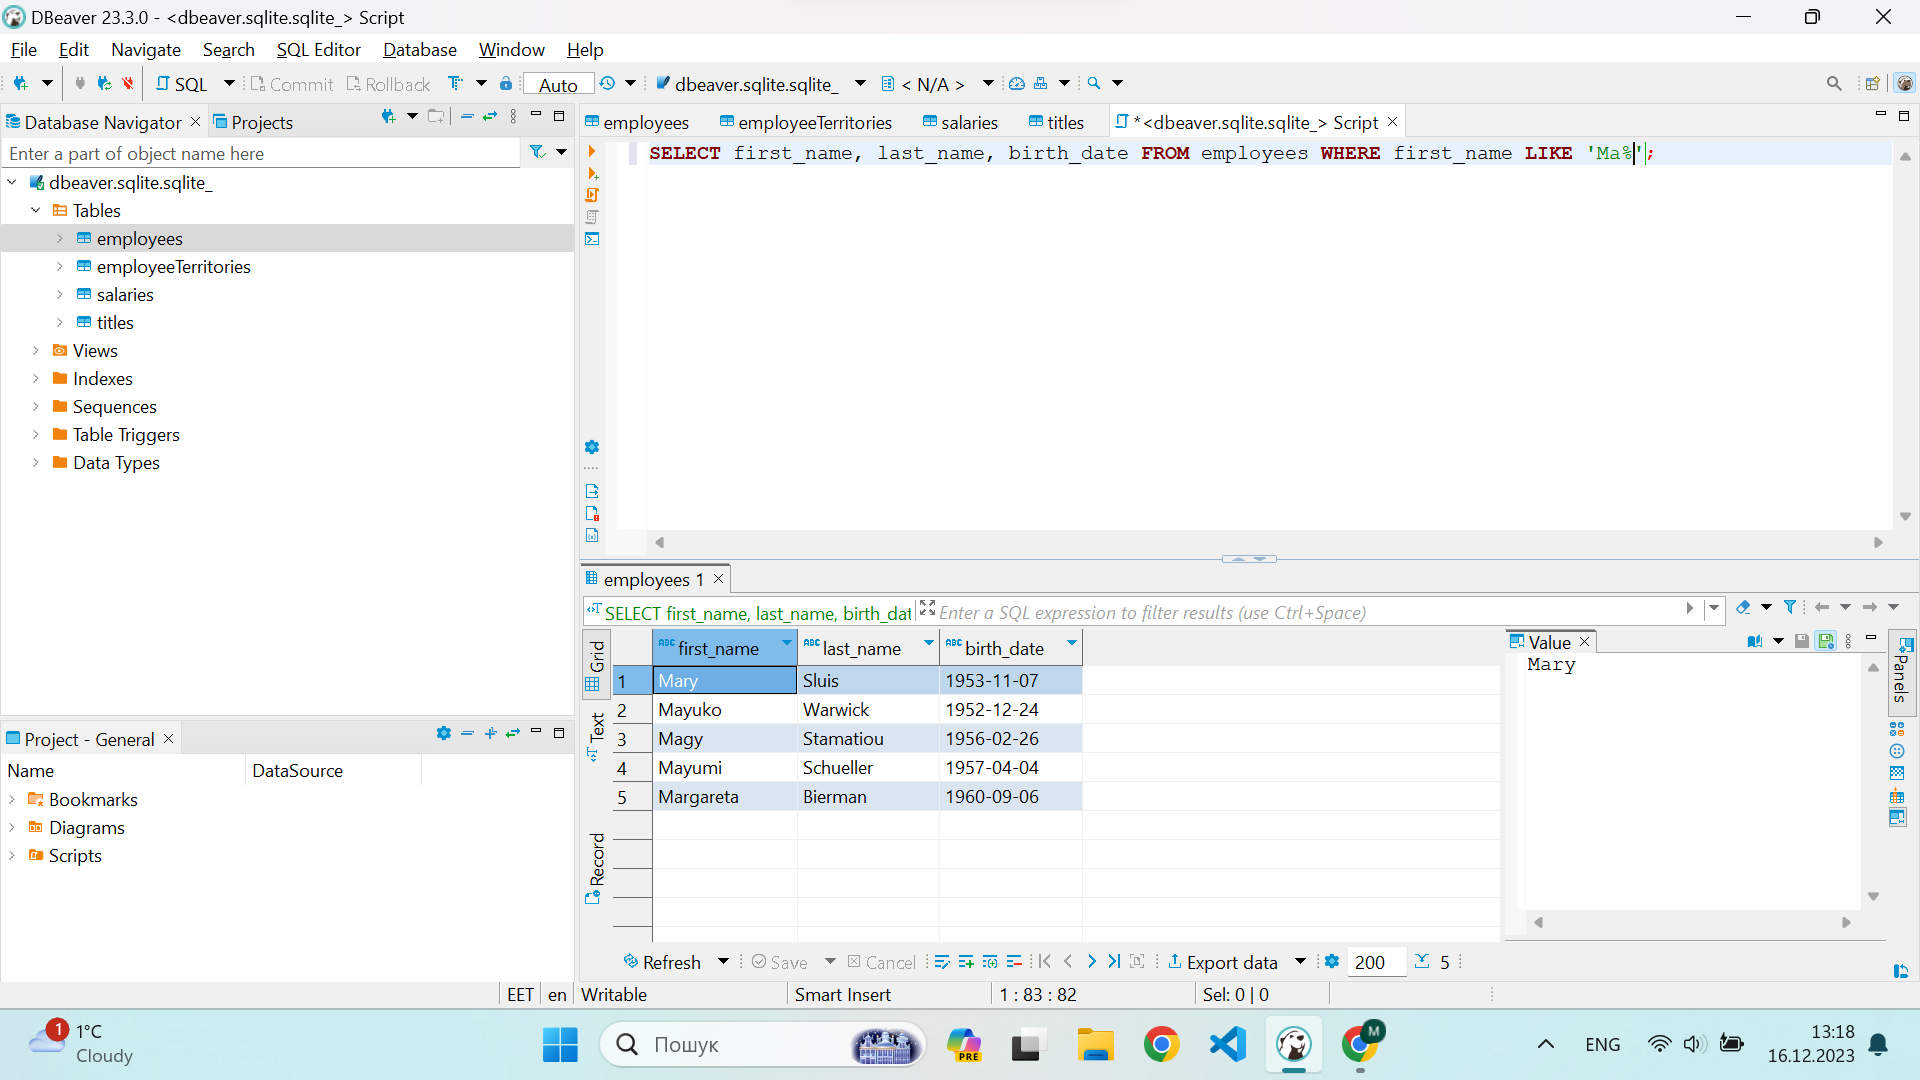 DBeaver 23.3.0 - <dbeaver.sqlite.sqlite_> Script
File Edit Navigate Search SQL Editor Database Window Help
SQL Commit Rollback Auto dbeaver.sqlite.sqlite_ < N/A >
Database Navigator Projects
Enter a part of object name here
dbeaver.sqlite.sqlite_
Tables
employees
employeeTerritories
salaries
titles
Views
Indexes
Sequences
Table Triggers
Data Types
Project - General
Name DataSource
Bookmarks
Diagrams
Scripts
employees employeeTerritories salaries titles *<dbeaver.sqlite.sqlite_> Script
SELECT first_name, last_name, birth_date FROM employees WHERE first_name LIKE 'Ma%';
employees 1
SELECT first_name, last_name, birth_dat Enter a SQL expression to filter results (use Ctrl+Space)
Grid
Text
Record
ABC first_name ABC last_name ABC birth_date
1 Mary Sluis 1953-11-07
2 Mayuko Warwick 1952-12-24
3 Magy Stamatiou 1956-02-26
4 Mayumi Schueller 1957-04-04
5 Margareta Bierman 1960-09-06
Value
Mary
Panels
Refresh Save Cancel Export data 200 5
EET en Writable Smart Insert 1 : 83 : 82 Sel: 0 | 0
1
1°C
Cloudy
Пошук
PRE
M
ENG
13:18
16.12.2023